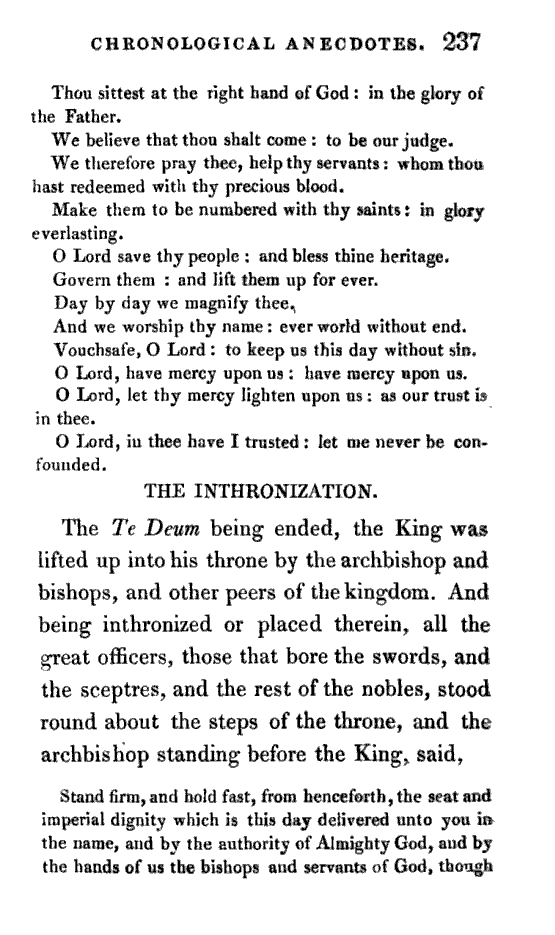 CHRONOLOGICAL ANECDOTES. 237
Thou sittest at the right hand of God : in the glory of
the Father.
We believe that thou shalt come : to be our judge.
We therefore pray thee, help thy servants : whom thou
hast redeemed with thy precious blood.
Make them to be numbered with thy saints : in glory
everlasting.
O Lord save thy people : and bless thine heritage.
Govern them : and lift them up for ever.
Day by day we magnify thee,
And we worship thy name : ever world without end.
Vouchsafe, O Lord : to keep us this day without sin.
O Lord, have mercy upon us : have mercy upon us.
O Lord, let thy mercy lighten upon us : as our trust is
in thee.
O Lord, in thee have I trusted : let me never be con-
founded.
THE INTHRONIZATION.
The Te Deum being ended, the King was
lifted up into his throne by the archbishop and
bishops, and other peers of the kingdom. And
being inthronized or placed therein, all the
great officers, those that bore the swords, and
the sceptres, and the rest of the nobles, stood
round about the steps of the throne, and the
archbishop standing before the King, said,
Stand firm, and hold fast, from henceforth, the seat and
imperial dignity which is this day delivered unto you in
the name, and by the authority of Almighty God, and by
the hands of us the bishops and servants of God, though